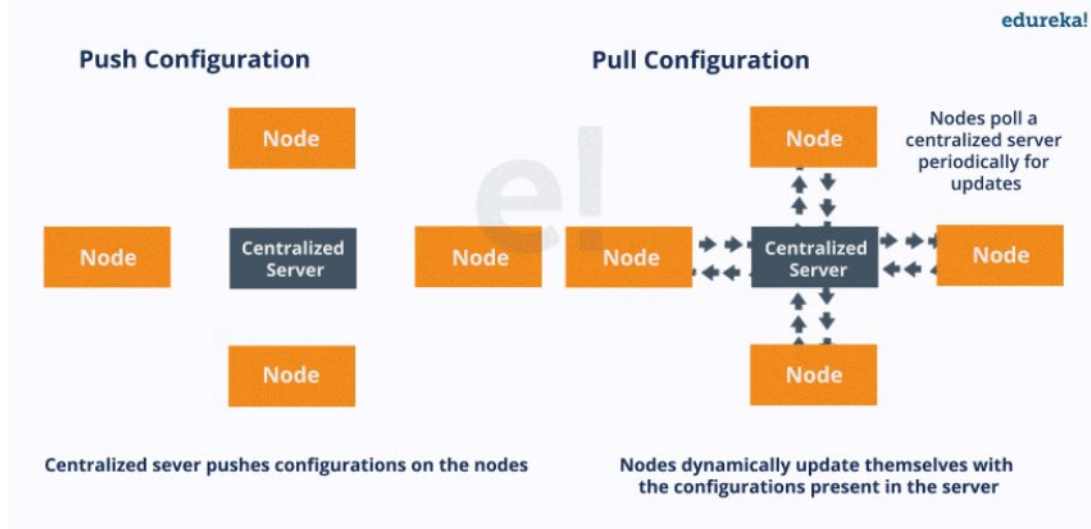 edureka!
Push Configuration
Node
Node
Centralized
Server
Node
Node
Centralized sever pushes configurations on the nodes
Pull Configuration
Node
Nodes poll a
centralized server
periodically for
updates
Node
Centralized
Server
Node
Node
Nodes dynamically update themselves with
the configurations present in the server
e!